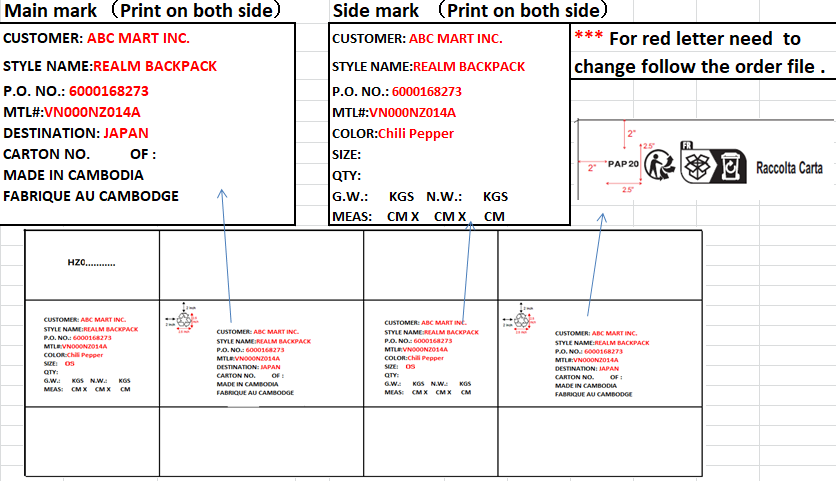 Main mark （Print on both side）
CUSTOMER: ABC MART INC.
STYLE NAME:REALM BACKPACK
P.O. NO.: 6000168273
MTL#:VN000NZ014A
DESTINATION: JAPAN
CARTON NO. OF :
MADE IN CAMBODIA
FABRIQUE AU CAMBODGE
Side mark （Print on both side）
CUSTOMER: ABC MART INC.
STYLE NAME:REALM BACKPACK
P.O. NO.: 6000168273
MTL#:VN000NZ014A
COLOR:Chili Pepper
SIZE:
QTY:
G.W.: KGS N.W.: KGS
MEAS: CM X CM X CM
*** For red letter need to
change follow the order file .
2"
2.5"
FR
2"
PAP 20
Raccolta Carta
2.5"
HZ0...........
CUSTOMER: ABC MART INC.
STYLE NAME:REALM BACKPACK
P.O. NO.: 6000168273
MTL#:VN000NZ014A
COLOR:Chili Pepper
SIZE: OS
QTY:
G.W.: KGS N.W.: KGS
MEAS: CM X CM X CM
2 inch
2 inch
CUSTOMER: ABC MART INC.
STYLE NAME:REALM BACKPACK
P.O. NO.: 6000168273
MTL#:VN000NZ014A
DESTINATION: JAPAN
CARTON NO. OF :
MADE IN CAMBODIA
FABRIQUE AU CAMBODGE
CUSTOMER: ABC MART INC.
STYLE NAME:REALM BACKPACK
P.O. NO.: 6000168273
MTL#:VN000NZ014A
COLOR:Chili Pepper
SIZE: OS
QTY:
G.W.: KGS N.W.: KGS
MEAS: CM X CM X CM
2 inch
2 inch
CUSTOMER: ABC MART INC.
STYLE NAME:REALM BACKPACK
P.O. NO.: 6000168273
MTL#:VN000NZ014A
DESTINATION: JAPAN
CARTON NO. OF :
MADE IN CAMBODIA
FABRIQUE AU CAMBODGE